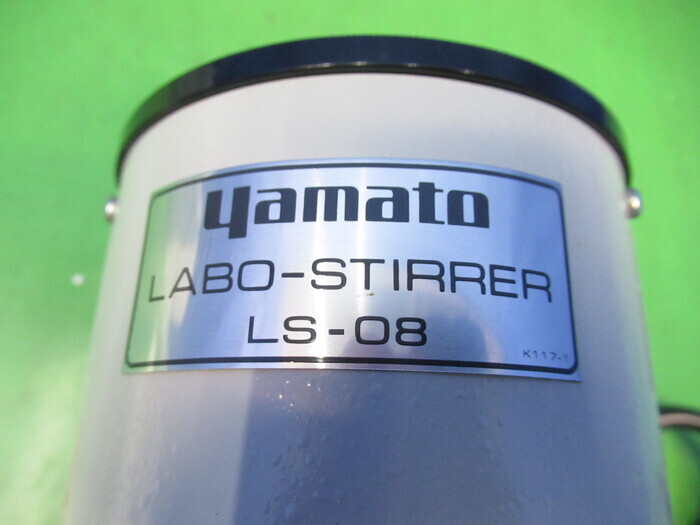 yamato
LABO-STIRRER
LS-08
K117-1